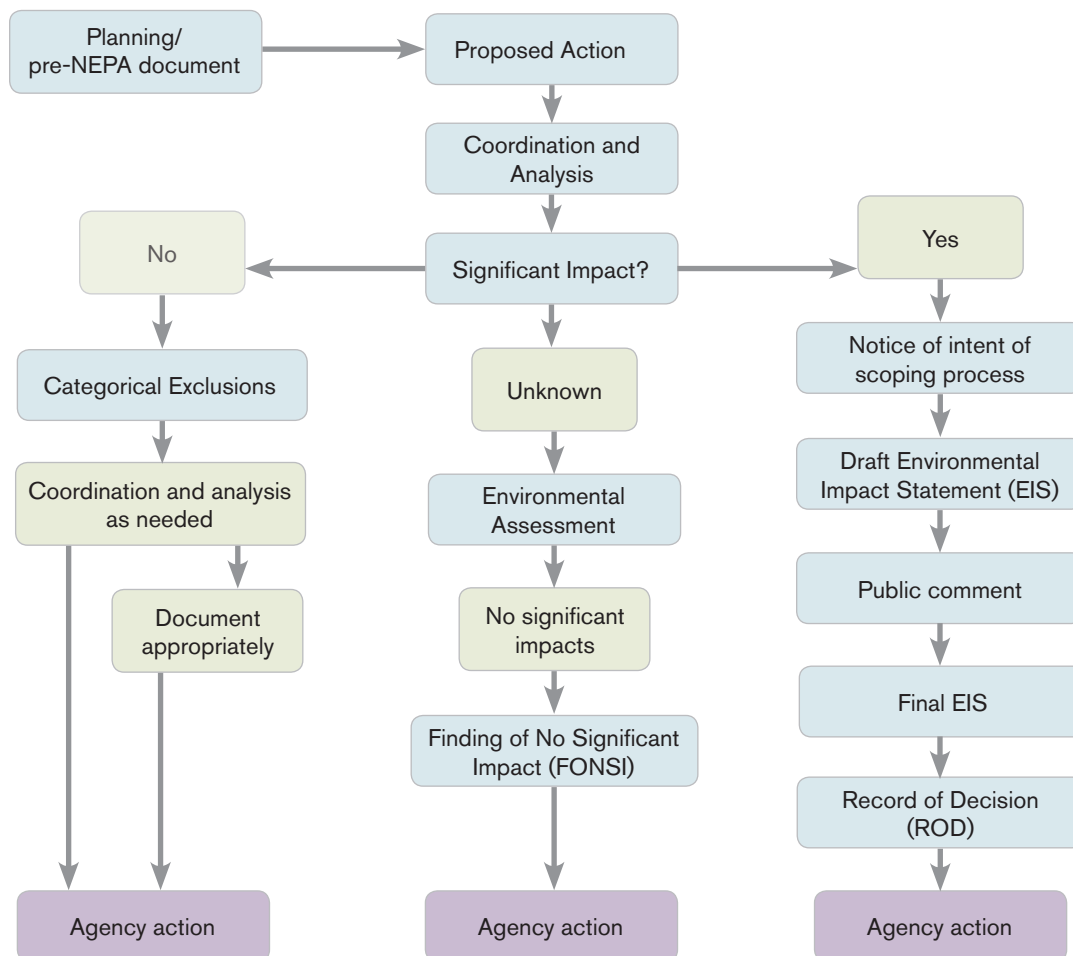 Planning/
pre-NEPA document
Proposed Action
Coordination and
Analysis
No
Significant Impact?
Yes
Categorical Exclusions
Coordination and analysis
as needed
Document
appropriately
Agency action
Unknown
Environmental
Assessment
No significant
impacts
Finding of No Significant
Impact (FONSI)
Agency action
Notice of intent of
scoping process
Draft Environmental
Impact Statement (EIS)
Public comment
Final EIS
Record of Decision
(ROD)
Agency action